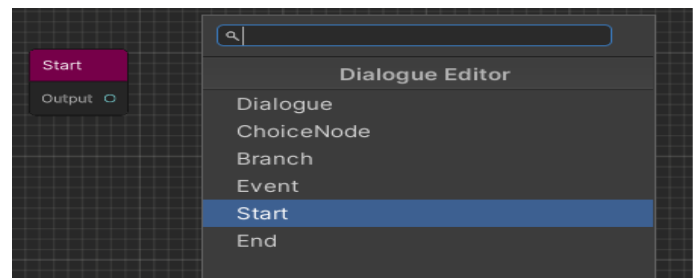 Start
Output
Dialogue Editor
Dialogue
ChoiceNode
Branch
Event
Start
End